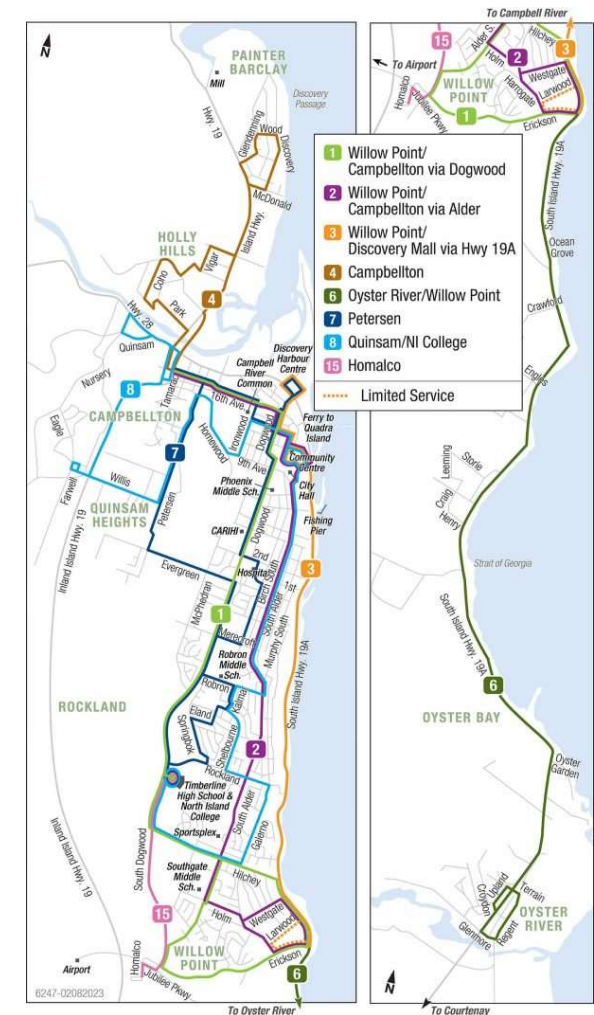 To Campbell River
N
PAINTER
BARCLAY
Mill
Discovery
Passage
Hwy. 19
Glendenning
Wood
Discovery
McDonald
Island Hwy.
HOLLY
HILLS
Vigar
Coho
Park
4
Hwy. 28
Quinsam
Nursery
8
Tamarac
CAMPBELLTON
Campbell
River
Common
Discovery
Harbour
Centre
16th Ave.
Ironwood
Dogwood
Homewood
9th Ave
Ferry to
Quadra
Island
Community
Centre
City
Hall
Eagle
7
Phoenix
Middle Sch.
Willis
Farwell
Petersen
QUINSAM
HEIGHTS
Fishing
Pier
CARIHI
Dogwood
Inland Island Hwy. 19
Evergreen
2nd
Hospital
1st
3
Birch South
South Alder
Murphy South
McPhedran
1
Merecroft
Robron
Middle
Sch.
Robron
Kalmar
South Island Hwy. 19A
ROCKLAND
Eland
Springbok
Shelbourne
2
Rockland
Timberline
High School &
North Island
College
Sportsplex
South Alder
Galerno
Inland Island Hwy. 19
South Dogwood
Southgate
Middle
Sch.
Hilchey
15
Holm
Westgate
Larwood
WILLOW
POINT
Erickson
Homalco
Jubilee Pkwy.
Airport
6
6247-02082023
To Oyster River
15
Alder S.
Hilchey
3
To Airport
Holm
2
Westgate
Larwood
Harrogate
WILLOW
POINT
Homalco
Jubilee Pkwy.
1
Erickson
1 Willow Point/
Campbellton via Dogwood
2 Willow Point/
Campbellton via Alder
3 Willow Point/
Discovery Mall via Hwy 19A
4 Campbellton
6 Oyster River/Willow Point
7 Petersen
8 Quinsam/NI College
15 Homalco
Limited Service
South Island Hwy. 19A
Ocean
Grove
Crawford
Engles
Storie
Leeming
Craig
Henry
Strait of Georgia
South Island Hwy. 19A
6
OYSTER BAY
Oyster
Garden
Upland
Croydon
Terrain
Glenmore
Regent
OYSTER
RIVER
N
To Courtenay